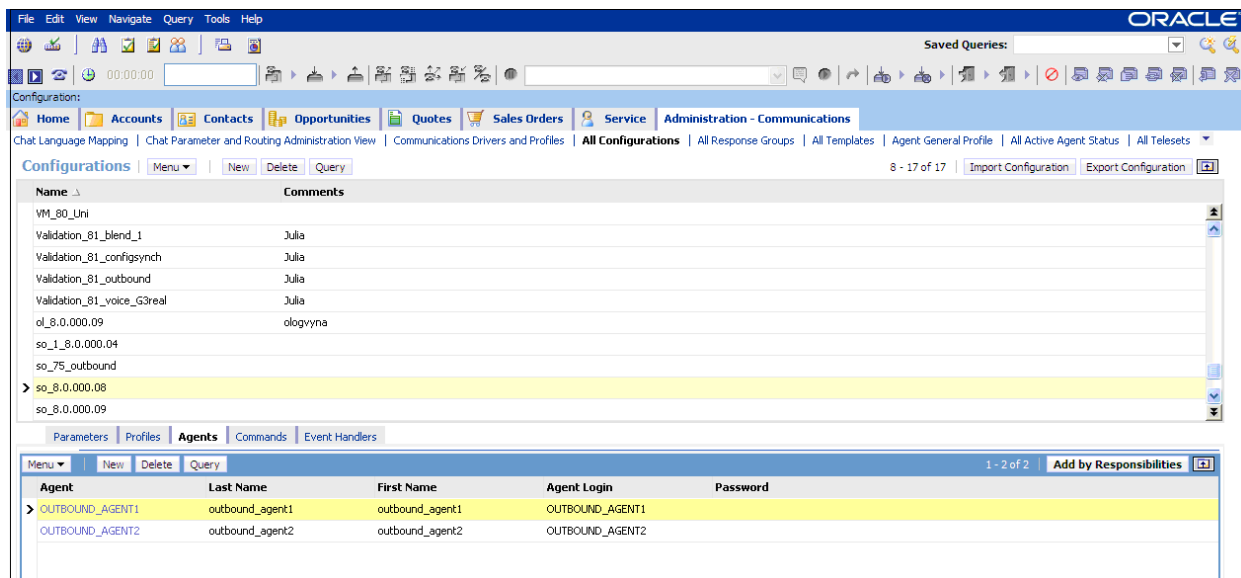 File Edit View Navigate Query Tools Help ORACLE
Saved Queries:
00:00:00
Configuration:
Home Accounts Contacts Opportunities Quotes Sales Orders Service Administration - Communications
Chat Language Mapping | Chat Parameter and Routing Administration View | Communications Drivers and Profiles | All Configurations | All Response Groups | All Templates | Agent General Profile | All Active Agent Status | All Telesets
Configurations Menu New Delete Query 8 - 17 of 17 Import Configuration Export Configuration
Name Comments
VM_80_Uni
Validation_81_blend_1 Julia
Validation_81_configsynch Julia
Validation_81_outbound Julia
Validation_81_voice_G3real Julia
ol_8.0.000.09 ologvyna
so_1_8.0.000.04
so_75_outbound
so_8.0.000.08
so_8.0.000.09
Parameters Profiles Agents Commands Event Handlers
Menu New Delete Query 1 - 2 of 2 Add by Responsibilities
Agent Last Name First Name Agent Login Password
OUTBOUND_AGENT1 outbound_agent1 outbound_agent1 OUTBOUND_AGENT1
OUTBOUND_AGENT2 outbound_agent2 outbound_agent2 OUTBOUND_AGENT2